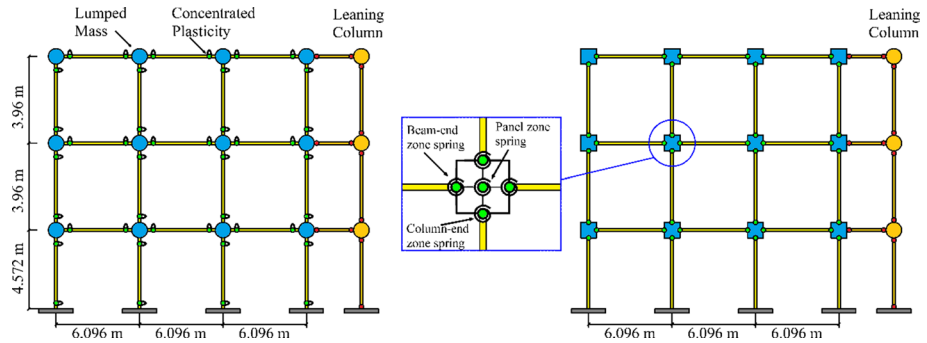 Lumped
Mass
Concentrated
Plasticity
Leaning
Column
3.96 m
3.96 m
4.572 m
6.096 m
6.096 m
6.096 m
Beam-end
zone spring
Panel zone
spring
Column-end
zone spring
Leaning
Column
6.096 m
6.096 m
6.096 m